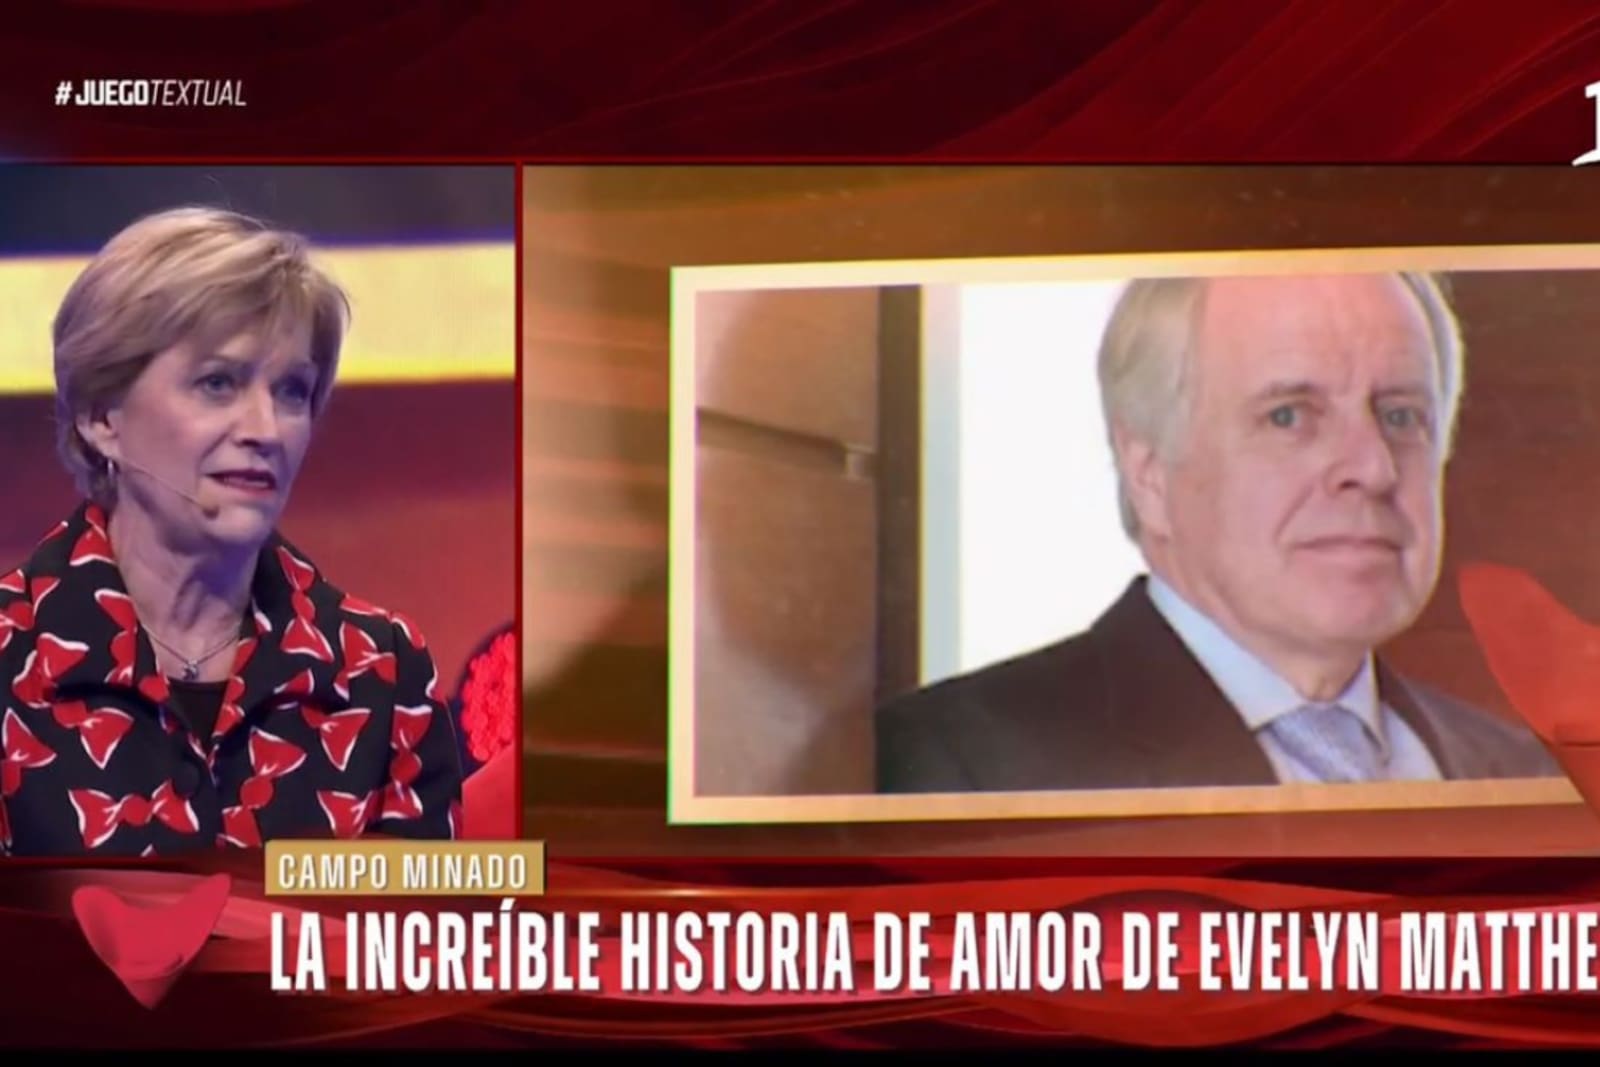 #JUEGOTEXTUAL
CAMPO MINADO
LA INCREÍBLE HISTORIA DE AMOR DE EVELYN MATTHE